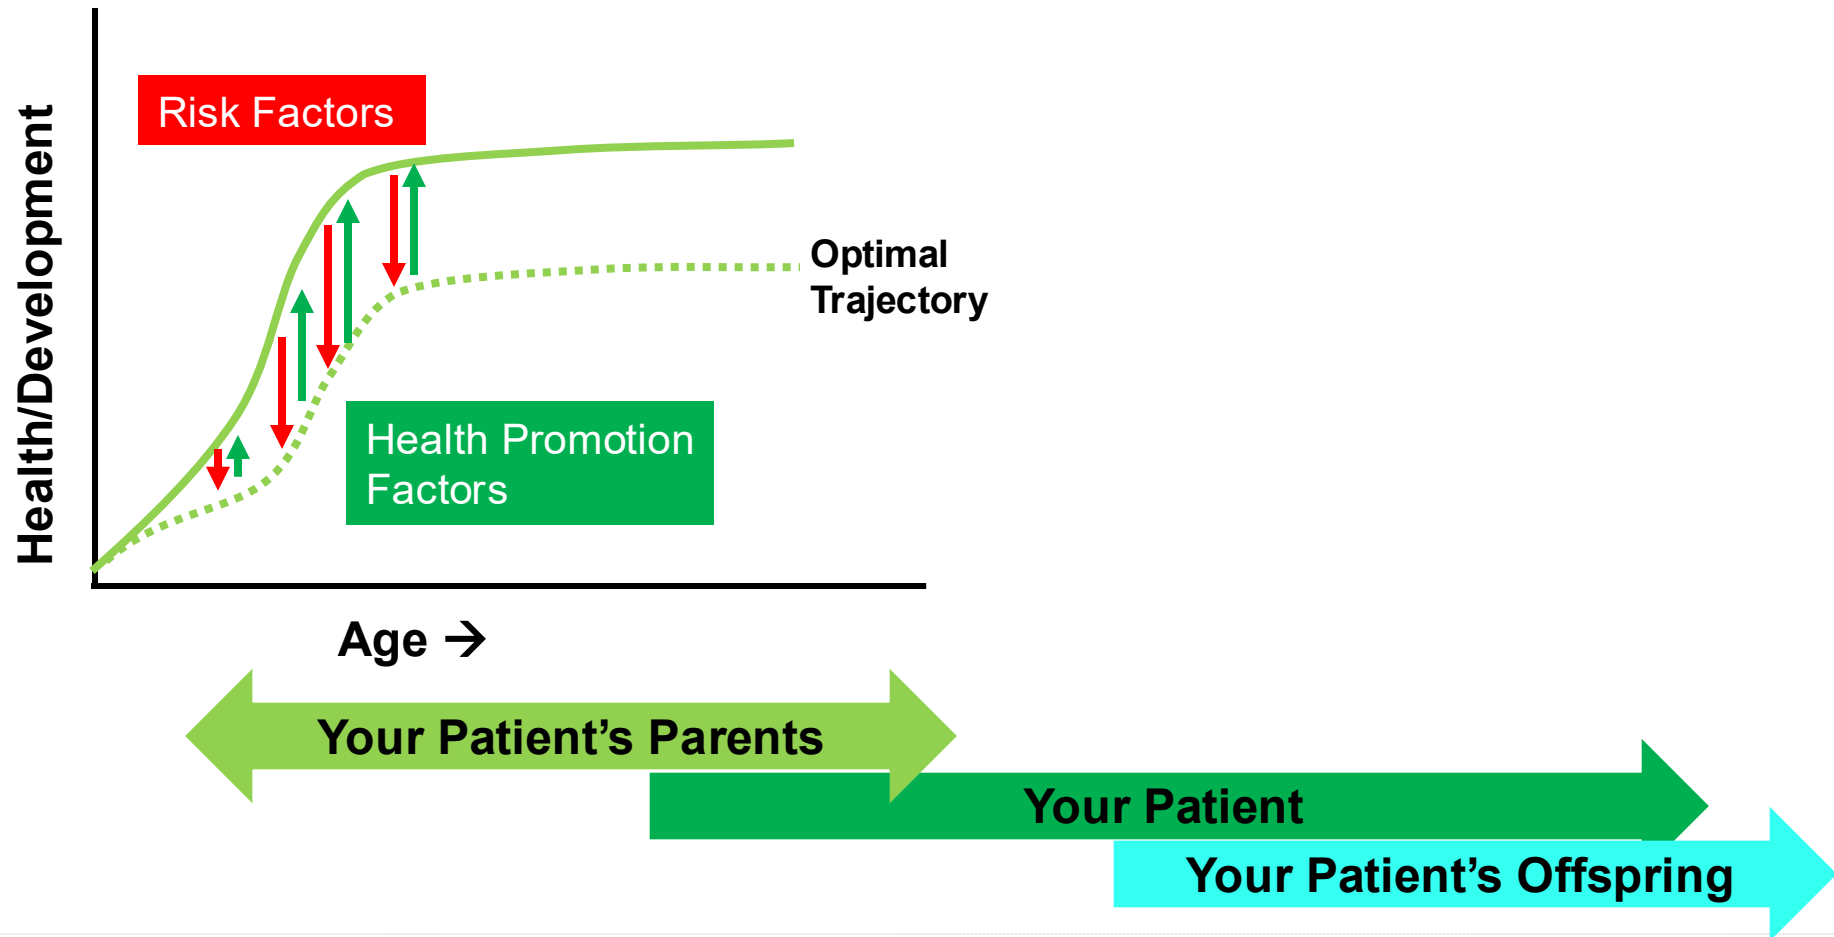 Risk Factors
Health/Development
Optimal
Trajectory
Health Promotion
Factors
Age →
Your Patient’s Parents
Your Patient
Your Patient’s Offspring